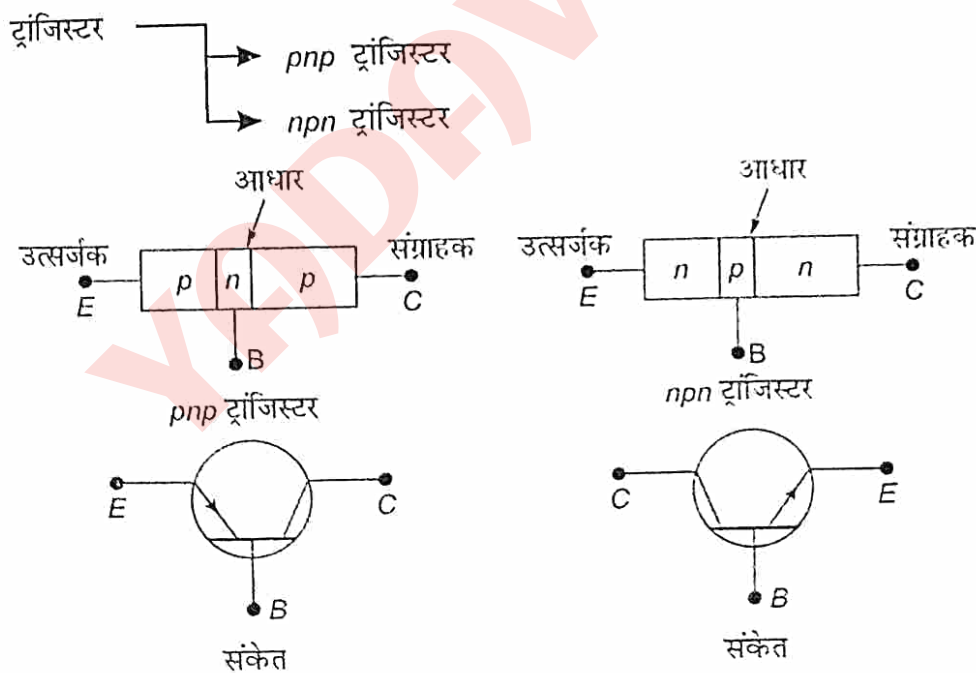 ट्रांजिस्टर
pnp ट्रांजिस्टर
npn ट्रांजिस्टर
आधार
उत्सर्जक
संग्राहक
p n p
E
C
B
pnp ट्रांजिस्टर
E
C
B
संकेत
आधार
उत्सर्जक
संग्राहक
n p n
E
C
B
npn ट्रांजिस्टर
C
E
B
संकेत
YADAV